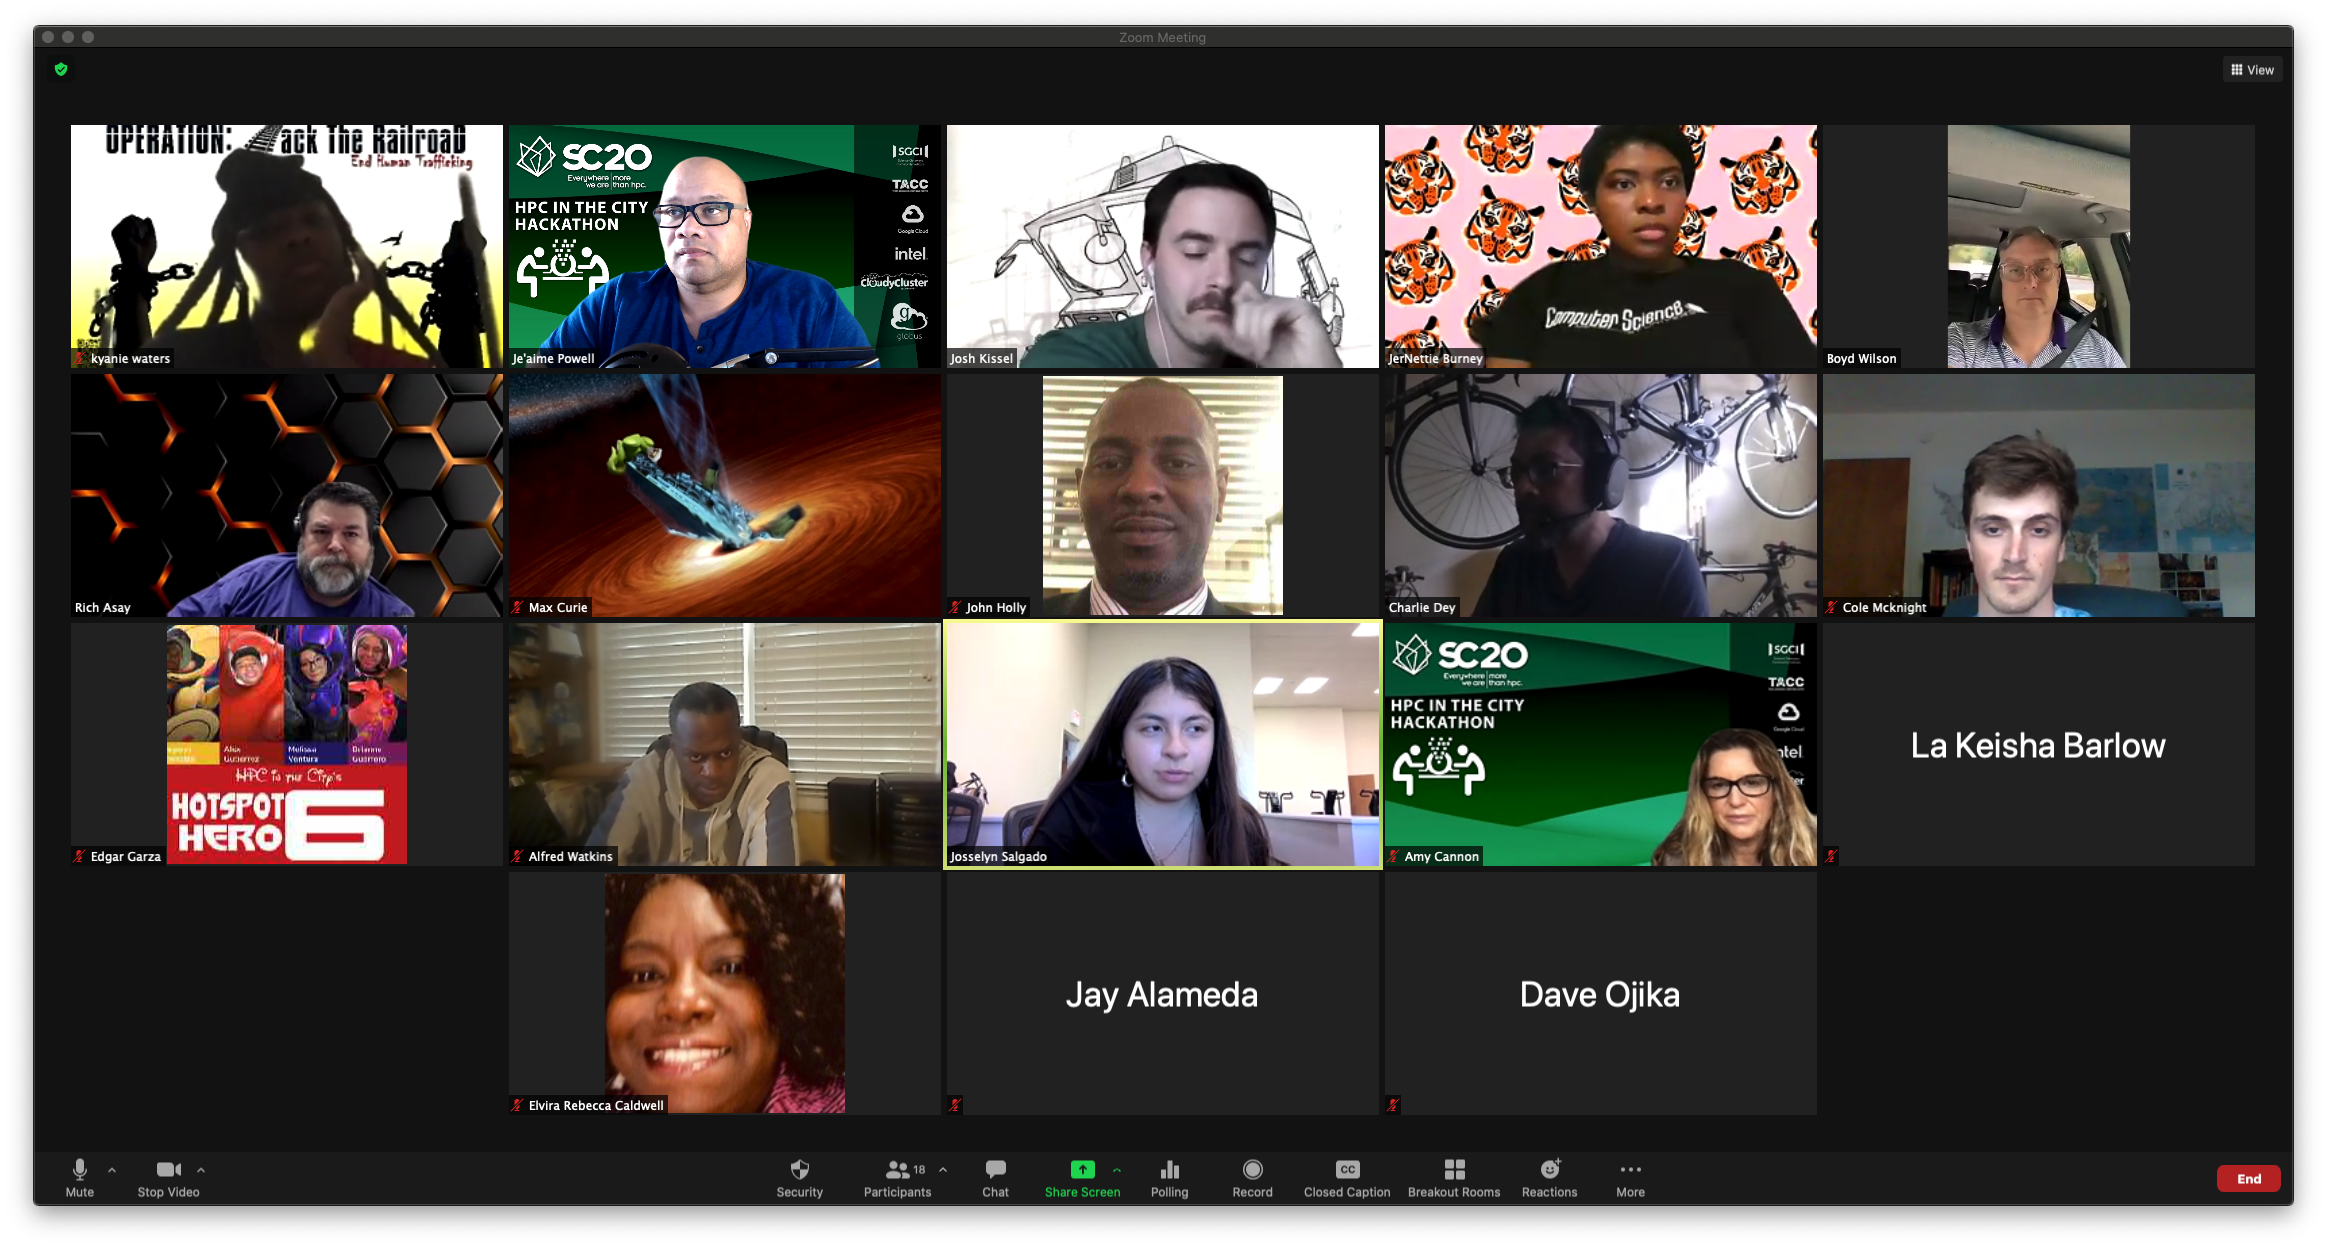 Zoom Meeting
View
OPERATION: ack The Railroad
End Human Trafficking
kyanie waters
SC20
Everywhere more
we are than hpc.
HPC IN THE CITY
HACKATHON
SGCI
TACC
Google Cloud
intel
CloudyCluster
globus
Je'aime Powell
Josh Kissel
Computer Science
JerNettie Burney
Boyd Wilson
Rich Asay
Max Curie
John Holly
Charlie Dey
Cole Mcknight
Alex
Gutierrez
Melissa
Ventura
Brianne
Guerrero
HPC in the City's
HOTSPOT
HERO 6
Edgar Garza
Alfred Watkins
Josselyn Salgado
SC20
Everywhere more
we are than hpc.
HPC IN THE CITY
HACKATHON
SGCI
TACC
Google Cloud
ntel
Amy Cannon
La Keisha Barlow
Elvira Rebecca Caldwell
Jay Alameda
Dave Ojika
Mute
Stop Video
Security
18
Participants
Chat
Share Screen
Polling
Record
CC
Closed Caption
Breakout Rooms
Reactions
More
End